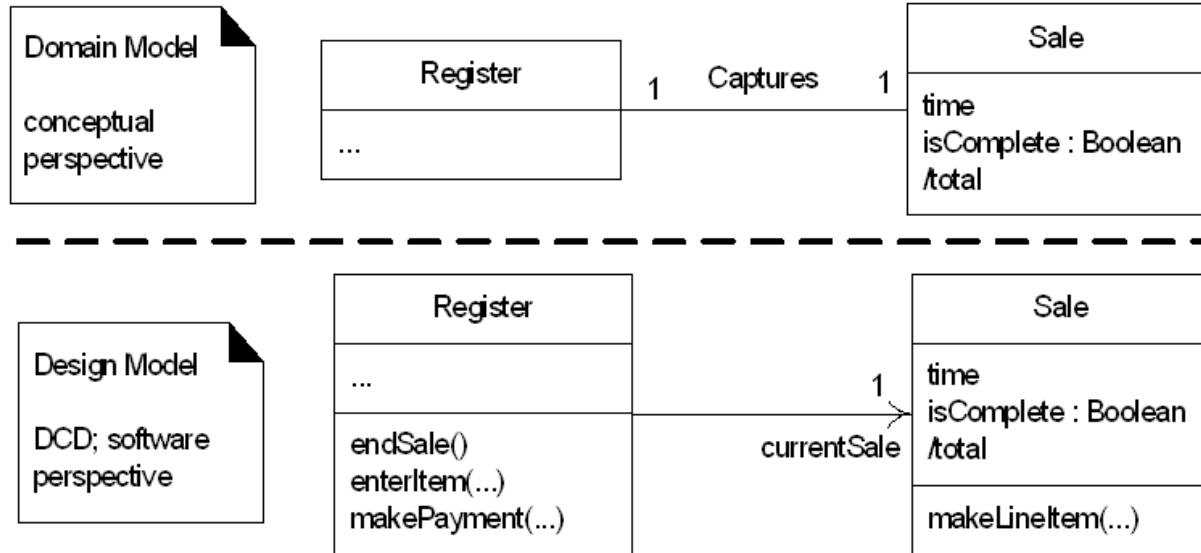 Domain Model
conceptual
perspective
Register
...
1 Captures 1
Sale
time
isComplete : Boolean
/total
Design Model
DCD; software
perspective
Register
...
endSale()
enterItem(...)
makePayment(...)
1
currentSale
Sale
time
isComplete : Boolean
/total
makeLineItem(...)